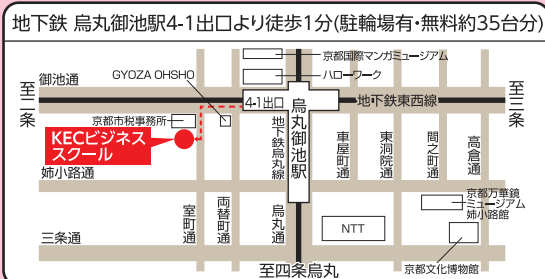 地下鉄 烏丸御池駅4-1出口より徒歩1分(駐輪場有・無料約35台分)
京都国際マンガミュージアム
ハローワーク
GYOZA OHSHO
御池通
至二条
4-1出口
烏丸御池駅
地下鉄東西線
至三条
京都市税事務所
KECビジネス
スクール
地下鉄烏丸線
車屋町通
東洞院通
間之町通
高倉通
姉小路通
室町通
両替町通
烏丸通
NTT
京都万華鏡
ミュージアム
姉小路館
三条通
京都文化博物館
至四条烏丸